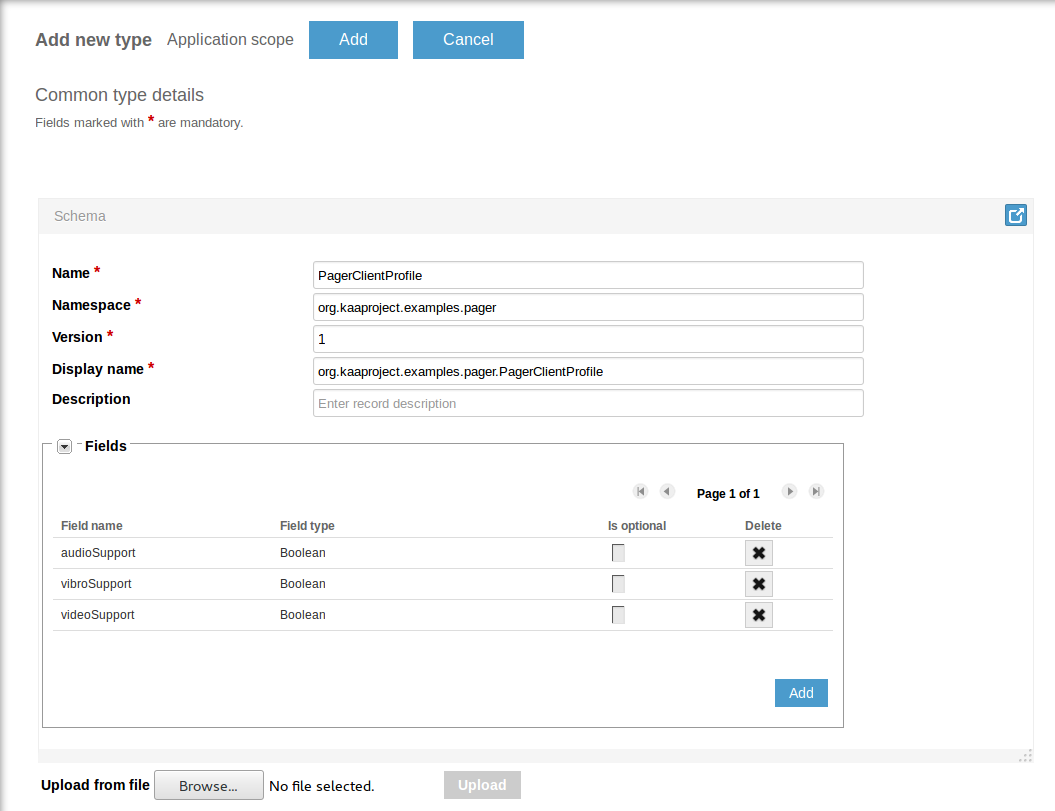 Add new type Application scope Add Cancel
Common type details
Fields marked with * are mandatory.
Schema
Name * PagerClientProfile
Namespace * org.kaaproject.examples.pager
Version * 1
Display name * org.kaaproject.examples.pager.PagerClientProfile
Description Enter record description
Fields
Page 1 of 1
Field name Field type Is optional Delete
audioSupport Boolean
vibroSupport Boolean
videoSupport Boolean
Add
Upload from file Browse... No file selected. Upload